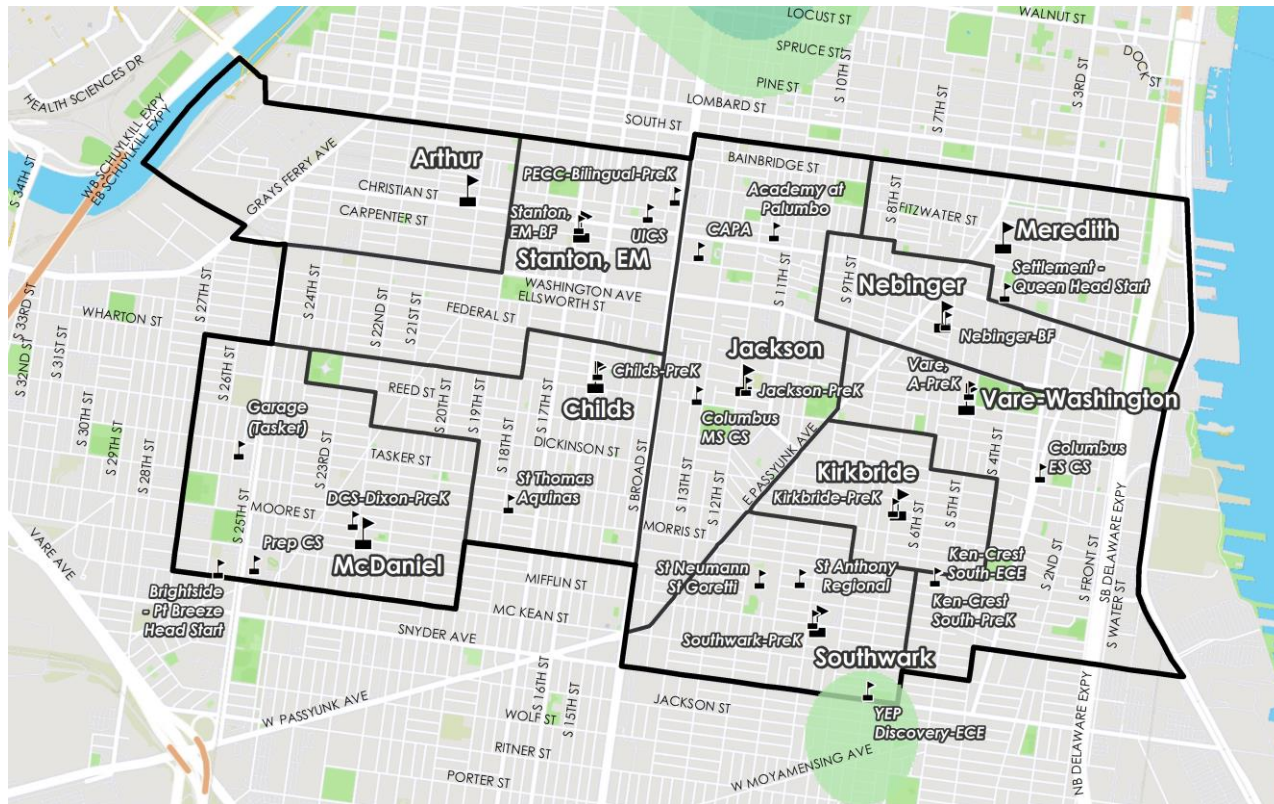 LOCUST ST
WALNUT ST
SPRUCE ST
DOCK ST
HEALTH SCIENCES DR
PINE ST
S 10TH ST
S 7TH ST
S 3RD ST
LOMBARD ST
SOUTH ST
WB SCHUYLKILL EXPY
EB SCHUYLKILL EXPY
S 34TH ST
GRAYS FERRY AVE
Arthur
PECC-Bilingual-PreK
BAINBRIDGE ST
CHRISTIAN ST
CARPENTER ST
Stanton,
EM-BF
UICS
Stanton, EM
Academy at
Palumbo
CAPA
S 8TH ST
FITZWATER ST
Meredith
Settlement -
Queen Head Start
S 9TH ST
Nebinger
Nebinger-BF
S 11TH ST
WASHINGTON AVE
ELLSWORTH ST
S 33RD ST
S 32ND ST
S 31ST ST
WHARTON ST
S 27TH ST
S 24TH ST
S 22ND ST
S 21ST ST
FEDERAL ST
Jackson
Jackson-PreK
Columbus
MS CS
Vare,
A-PreK
Vare-Washington
S 26TH ST
REED ST
Childs-PreK
Childs
S 20TH ST
S 19TH ST
S 17TH ST
S 18TH ST
DICKINSON ST
Garage
(Tasker)
S 30TH ST
S 29TH ST
S 28TH ST
S 23RD ST
TASKER ST
S BROAD ST
S 13TH ST
S 12TH ST
E PASSYUNK AVE
S 4TH ST
Columbus
ES CS
Kirkbride
Kirkbride-PreK
S 6TH ST
S 5TH ST
DCS-Dixon-PreK
St Thomas
Aquinas
S 25TH ST
MOORE ST
MORRIS ST
McDaniel
Prep CS
Brightside
- Pt Breeze
Head Start
VARE AVE
MIFFLIN ST
MC KEAN ST
SNYDER AVE
St Neumann
St Goretti
St Anthony
Regional
Ken-Crest
South-ECE
Ken-Crest
South-PreK
S 2ND ST
S FRONT ST
SB DELAWARE EXPY
S WATER ST
Southwark-PreK
Southwark
W PASSYUNK AVE
S 16TH ST
S 15TH ST
JACKSON ST
WOLF ST
RITNER ST
PORTER ST
YEP
Discovery-ECE
W MOYAMENSING AVE
NB DELAWARE EXPY